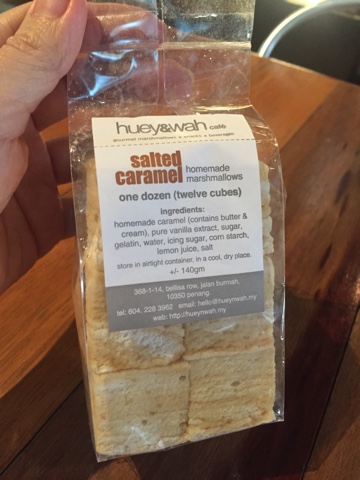 huey&wah café
gourmet marshmallows • snacks • beverages
salted
caramel homemade
marshmallows
one dozen (twelve cubes)
ingredients:
homemade caramel (contains butter &
cream), pure vanilla extract, sugar,
gelatin, water, icing sugar, corn starch,
lemon juice, salt
store in airtight container, in a cool, dry place.
+/- 140gm
368-1-14, bellisa row, jalan burmah,
10350 penang
tel: 604. 228 3962 email: hello@hueynwah.my
web: http://hueynwah.my